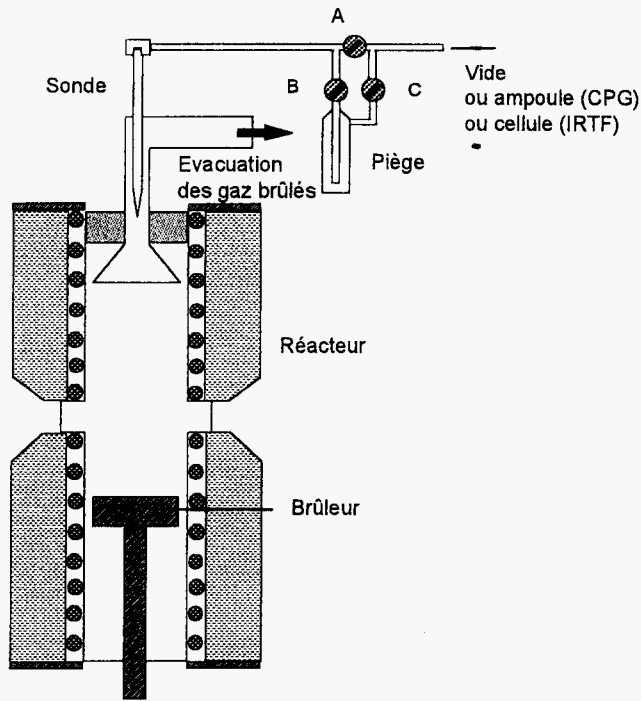 A
Sonde
B
C
Vide
ou ampoule (CPG)
ou cellule (IRTF)
Piège
Evacuation
des gaz brûlés
Réacteur
Brûleur